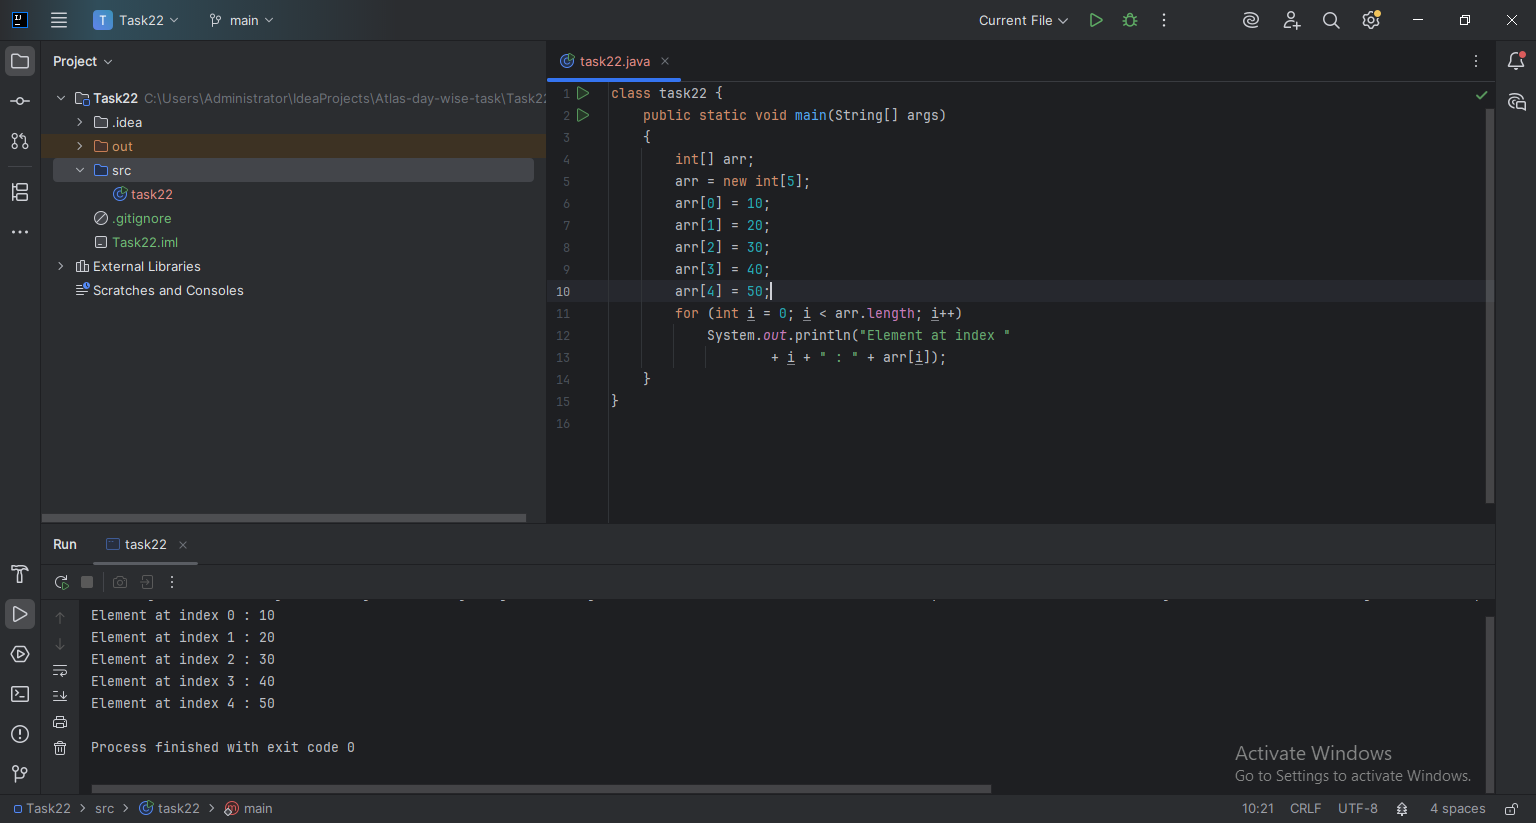 Task22 main Current File
Project
task22.java
Task22 C:\Users\Administrator\IdeaProjects\Atlas-day-wise-task\Task22
.idea
out
src
task22
.gitignore
Task22.iml
External Libraries
Scratches and Consoles
1 class task22 {
2 public static void main(String[] args)
3 {
4 int[] arr;
5 arr = new int[5];
6 arr[0] = 10;
7 arr[1] = 20;
8 arr[2] = 30;
9 arr[3] = 40;
10 arr[4] = 50;
11 for (int i = 0; i < arr.length; i++)
12 System.out.println("Element at index "
13 + i + " : " + arr[i]);
14 }
15 }
16
Run task22
Element at index 0 : 10
Element at index 1 : 20
Element at index 2 : 30
Element at index 3 : 40
Element at index 4 : 50
Process finished with exit code 0
Activate Windows
Go to Settings to activate Windows.
Task22 > src > task22 > main 10:21 CRLF UTF-8 4 spaces